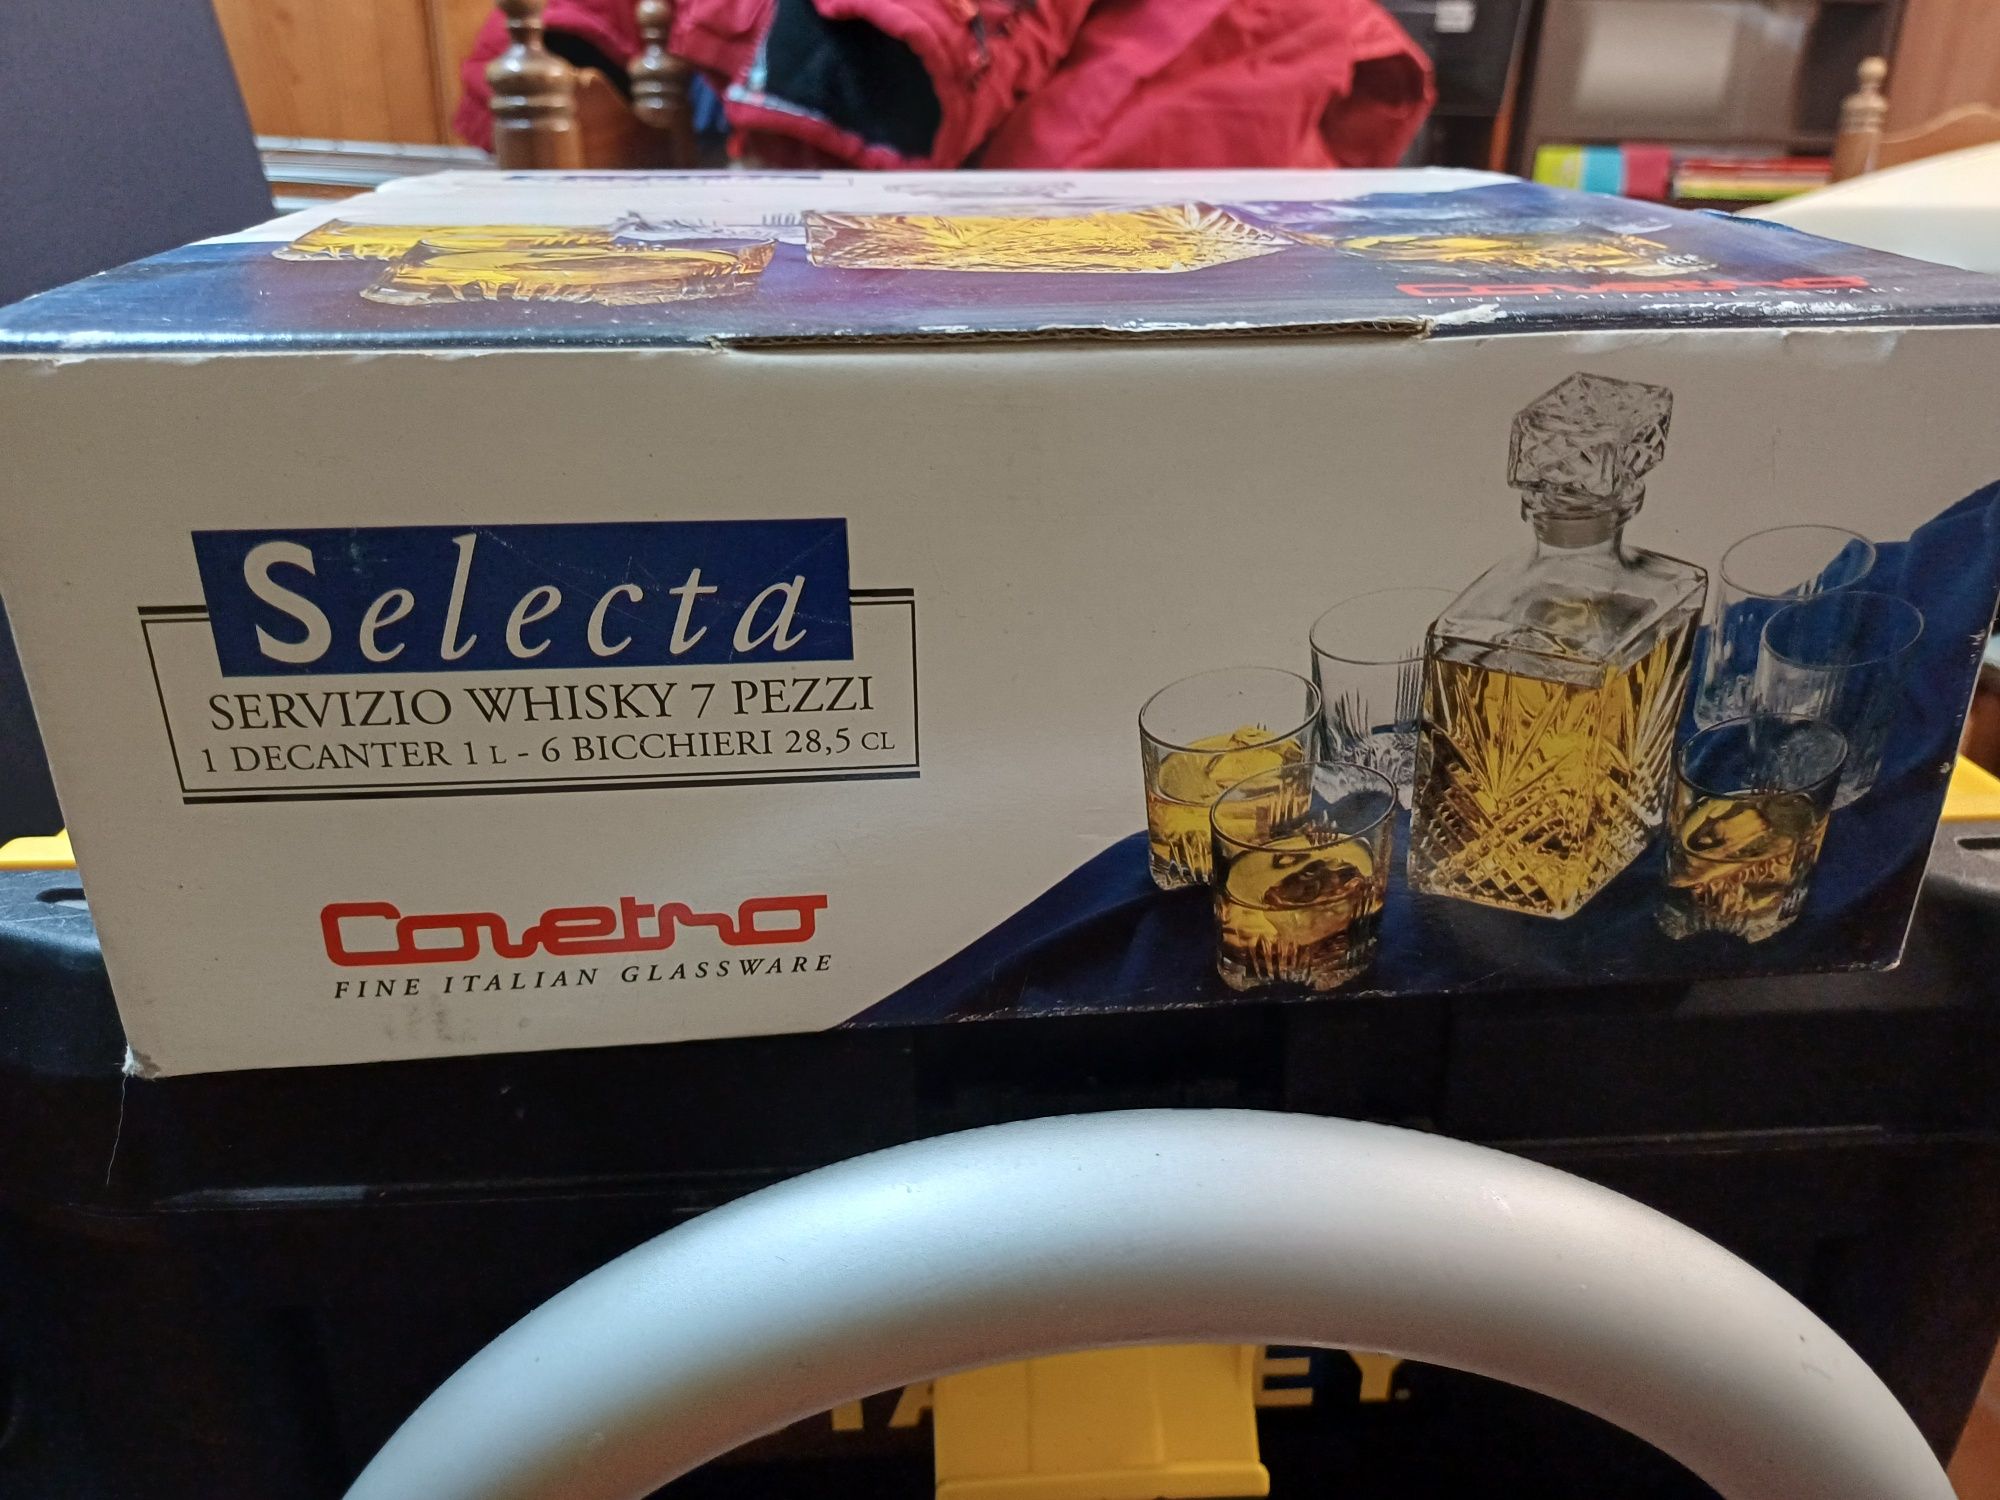 Covetro
FINE ITALIAN GLASSWARE
Selecta
SERVIZIO WHISKY 7 PEZZI
1 DECANTER 1 L - 6 BICCHIERI 28,5 CL
Covetro
FINE ITALIAN GLASSWARE